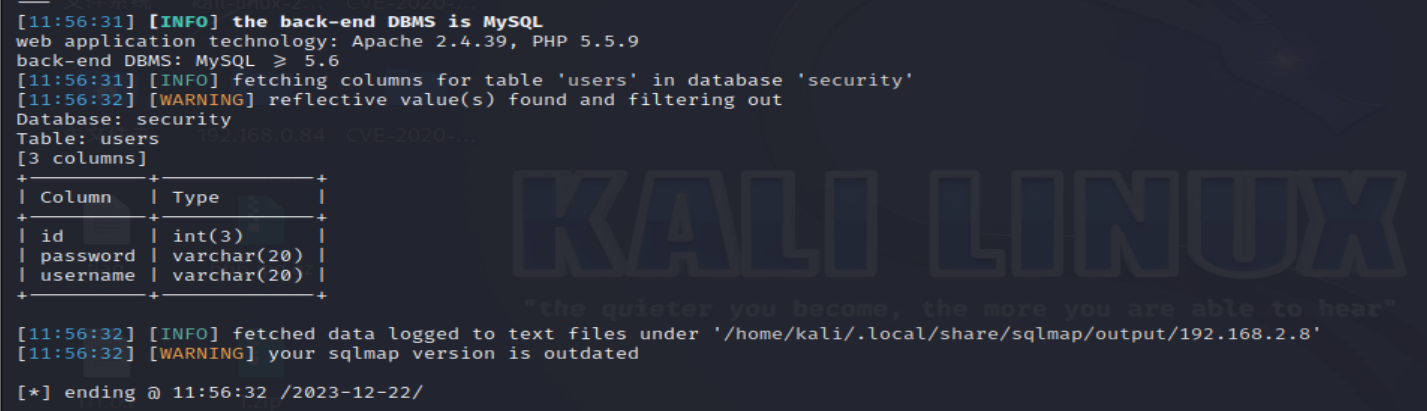 [11:56:31] [INFO] the back-end DBMS is MySQL
web application technology: Apache 2.4.39, PHP 5.5.9
back-end DBMS: MySQL ≥ 5.6
[11:56:31] [INFO] fetching columns for table 'users' in database 'security'
[11:56:32] [WARNING] reflective value(s) found and filtering out
Database: security
192.168.0.84 CVE-2020-...
Table: users
[3 columns]
+----------+-------------+
| Column   | Type        |
+----------+-------------+
| id       | int(3)      |
| password | varchar(20) |
| username | varchar(20) |
+----------+-------------+
KALI LINUX
"the quieter you become, the more you are able to hear"
[11:56:32] [INFO] fetched data logged to text files under '/home/kali/.local/share/sqlmap/output/192.168.2.8'
[11:56:32] [WARNING] your sqlmap version is outdated
[*] ending @ 11:56:32 /2023-12-22/